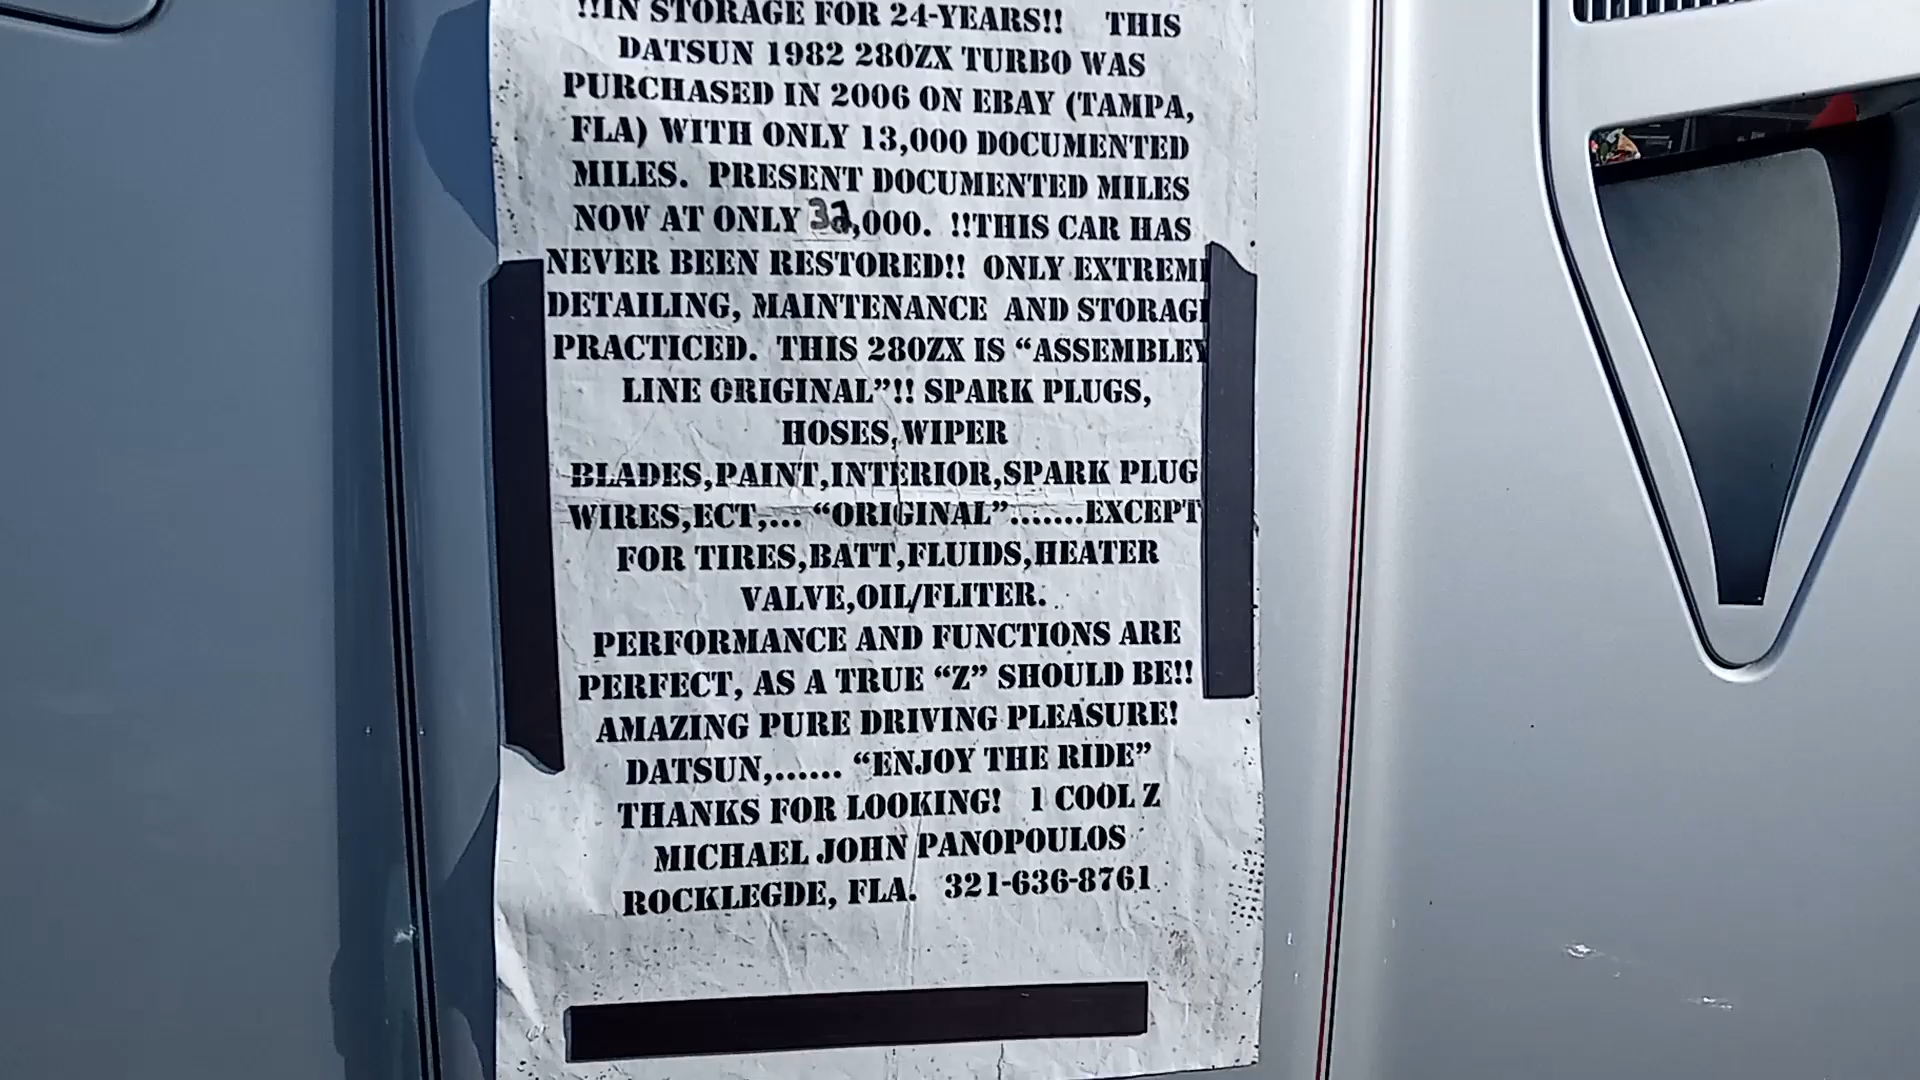 !!IN STORAGE FOR 24-YEARS!! THIS
DATSUN 1982 280ZX TURBO WAS
PURCHASED IN 2006 ON EBAY (TAMPA,
FLA) WITH ONLY 13,000 DOCUMENTED
MILES. PRESENT DOCUMENTED MILES
NOW AT ONLY 32,000. !!THIS CAR HAS
NEVER BEEN RESTORED!! ONLY EXTREME
DETAILING, MAINTENANCE AND STORAGE
PRACTICED. THIS 280ZX IS “ASSEMBLEY
LINE ORIGINAL”!! SPARK PLUGS,
HOSES,WIPER
BLADES,PAINT,INTERIOR,SPARK PLUG
WIRES,ECT,... “ORIGINAL”.......EXCEPT
FOR TIRES,BATT,FLUIDS,HEATER
VALVE,OIL/FLITER.
PERFORMANCE AND FUNCTIONS ARE
PERFECT, AS A TRUE “Z” SHOULD BE!!
AMAZING PURE DRIVING PLEASURE!
DATSUN,...... “ENJOY THE RIDE”
THANKS FOR LOOKING! 1 COOL Z
MICHAEL JOHN PANOPOULOS
ROCKLEGDE, FLA. 321-636-8761